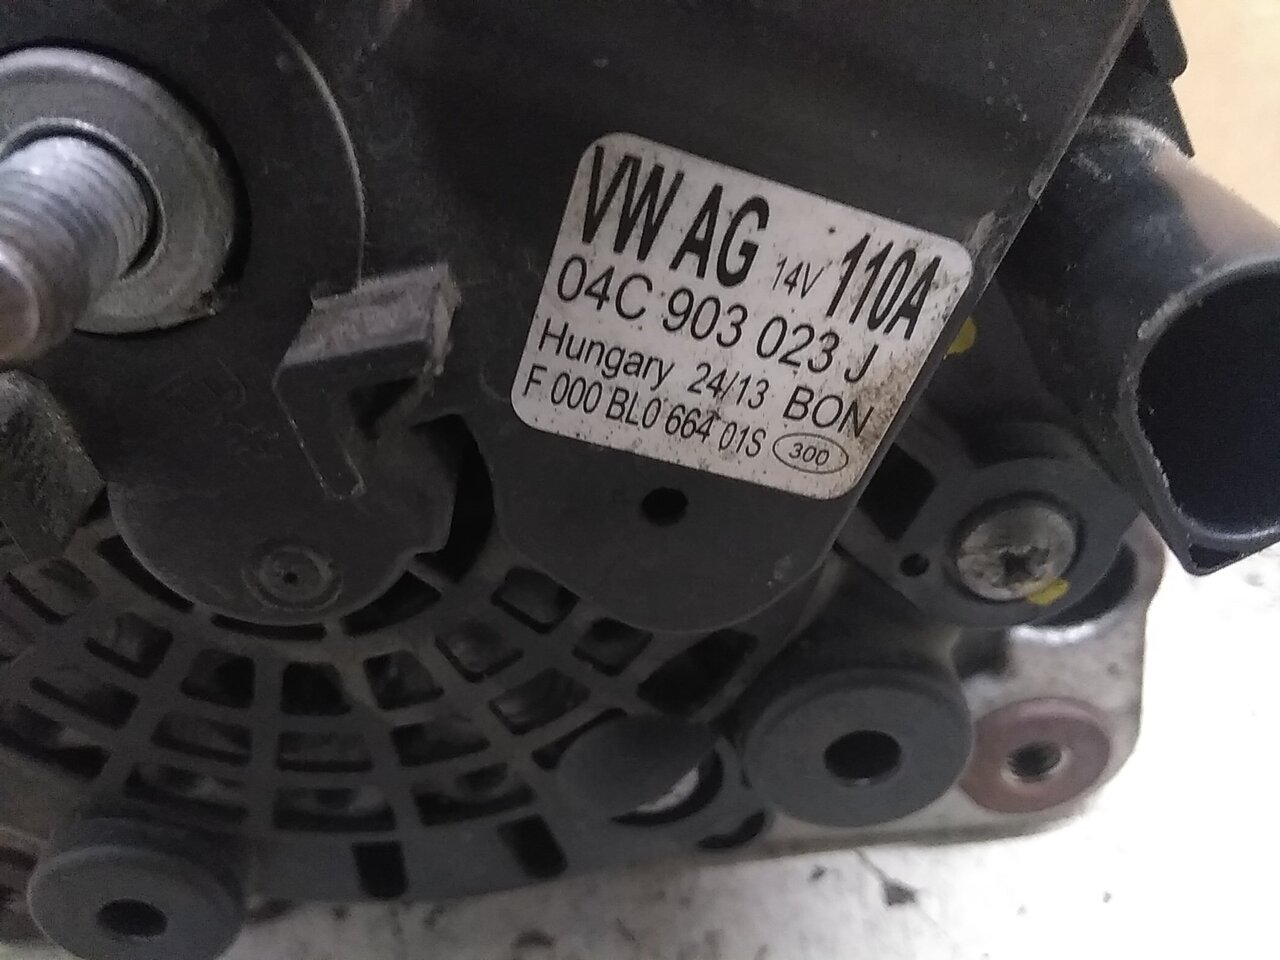 VW AG 14V 110A
04C 903 023 J
Hungary 24/13 BON
F 000 BL0 664 01S 300